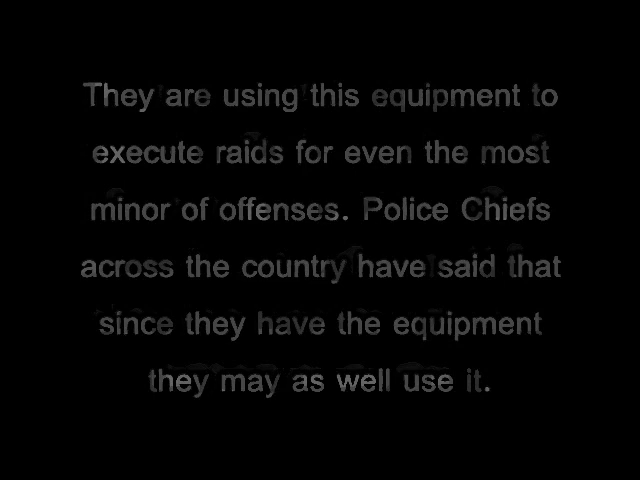 They are using this equipment to
execute raids for even the most
minor of offenses. Police Chiefs
across the country have said that
since they have the equipment
they may as well use it.